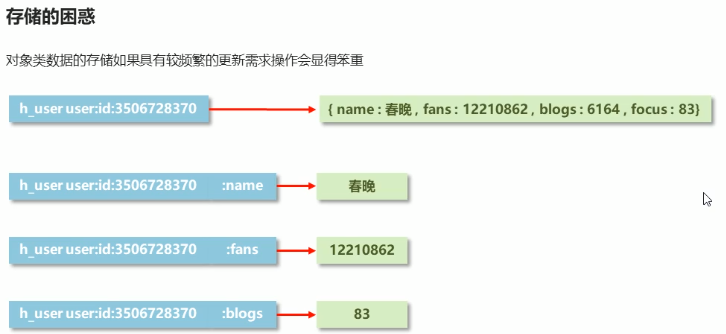 存储的困惑
对象类数据的存储如果具有较频繁的更新需求操作会显得笨重
h_user user:id:3506728370 { name : 春晚 , fans : 12210862 , blogs : 6164 , focus : 83}
h_user user:id:3506728370 :name 春晚
h_user user:id:3506728370 :fans 12210862
h_user user:id:3506728370 :blogs 83